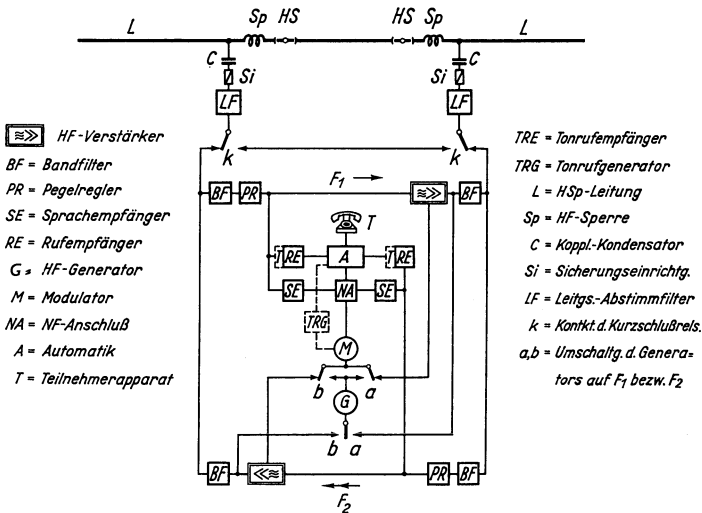 L Sp HS HS Sp L
C C
Si Si
LF LF
k k
F₁
BF PR BF
T
TRE A TRE
SE NA SE
TRG
M
b a
G
b a
BF PR BF
F₂
HF-Verstärker
BF = Bandfilter
PR = Pegelregler
SE = Sprachempfänger
RE = Rufempfänger
G = HF-Generator
M = Modulator
NA = NF-Anschluß
A = Automatik
T = Teilnehmerapparat
TRE = Tonrufempfänger
TRG = Tonrufgenerator
L = HSp-Leitung
Sp = HF-Sperre
C = Koppl.-Kondensator
Si = Sicherungseinrichtg.
LF = Leitgs.-Abstimmfilter
k = Kontkt.d.Kurzschlußrels.
a,b = Umschaltg.d.Genera-
tors auf F₁ bezw. F₂